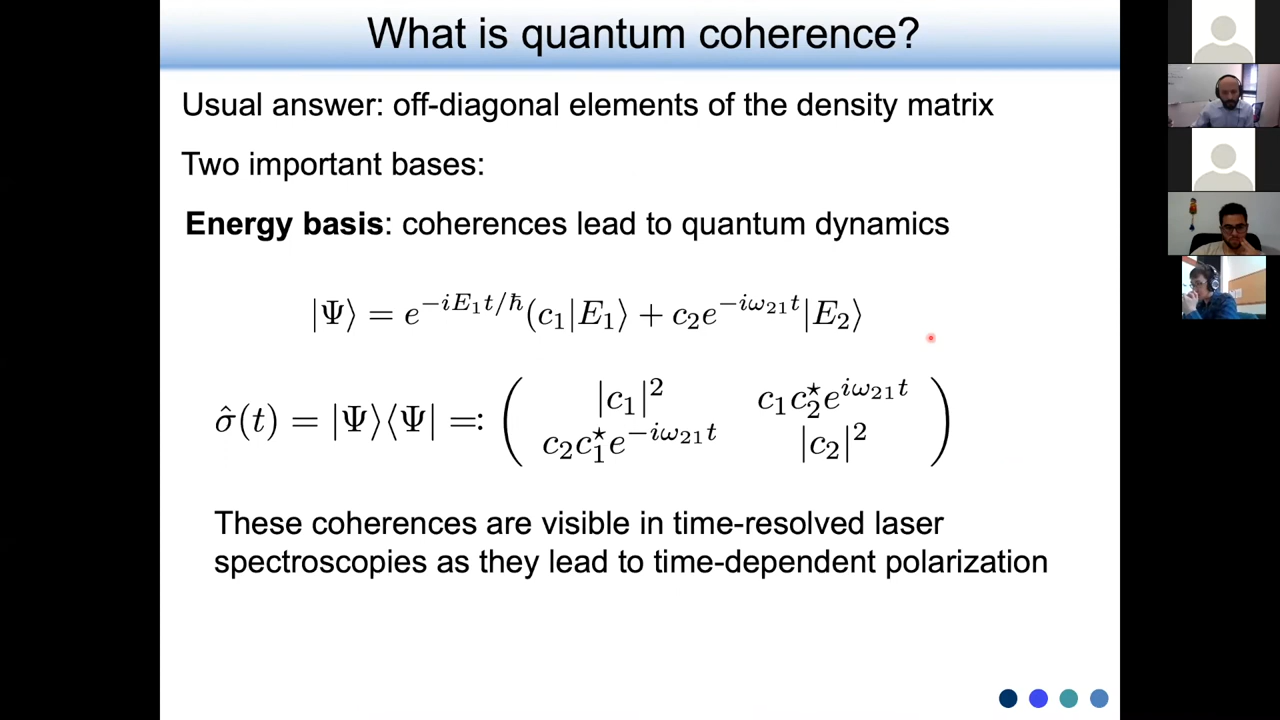 What is quantum coherence?
Usual answer: off-diagonal elements of the density matrix
Two important bases:
Energy basis: coherences lead to quantum dynamics
|Ψ⟩ = e^{−iE₁t/ħ}(c₁|E₁⟩ + c₂e^{−iω₂₁t}|E₂⟩
σ̂(t) = |Ψ⟩⟨Ψ| =: ( |c₁|² c₁c₂⋆e^{iω₂₁t}
c₂c₁⋆e^{−iω₂₁t} |c₂|² )
These coherences are visible in time-resolved laser
spectroscopies as they lead to time-dependent polarization